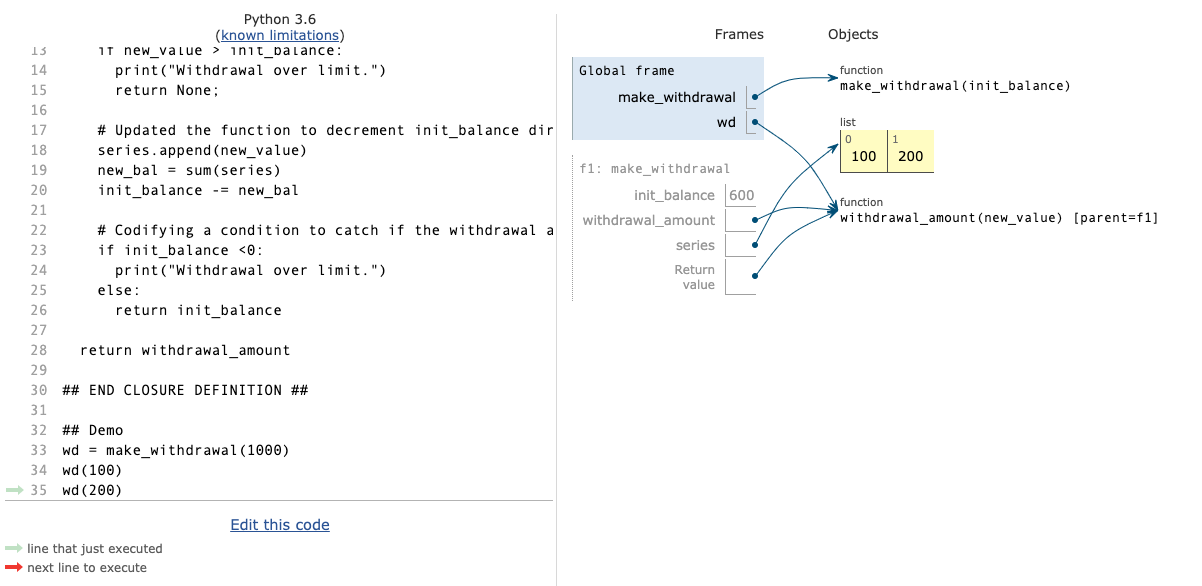 Python 3.6
(known limitations)
13 if new_value > init_balance:
14 print("Withdrawal over limit.")
15 return None;
16
17 # Updated the function to decrement init_balance dir
18 series.append(new_value)
19 new_bal = sum(series)
20 init_balance -= new_bal
21
22 # Codifying a condition to catch if the withdrawal a
23 if init_balance <0:
24 print("Withdrawal over limit.")
25 else:
26 return init_balance
27
28 return withdrawal_amount
29
30 ## END CLOSURE DEFINITION ##
31
32 ## Demo
33 wd = make_withdrawal(1000)
34 wd(100)
35 wd(200)
Edit this code
line that just executed
next line to execute
Frames
Objects
Global frame
make_withdrawal
wd
f1: make_withdrawal
init_balance 600
withdrawal_amount
series
Return
value
function
make_withdrawal(init_balance)
list
0 1
100 200
function
withdrawal_amount(new_value) [parent=f1]